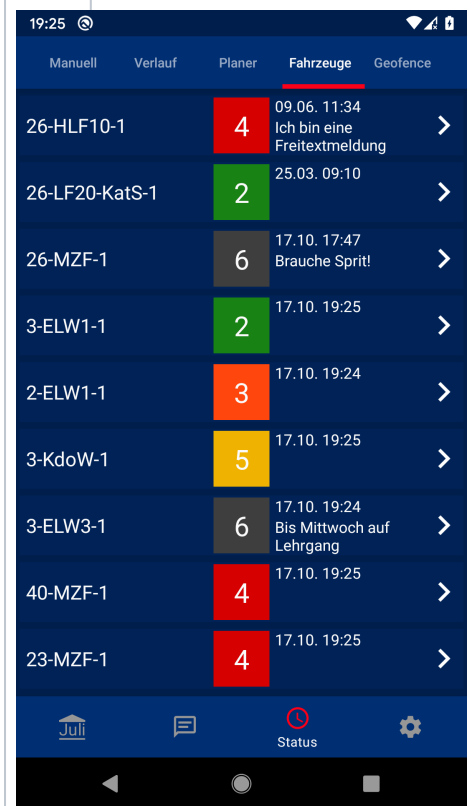 19:25
Manuell Verlauf Planer Fahrzeuge Geofence
26-HLF10-1 4 09.06. 11:34
Ich bin eine
Freitextmeldung
26-LF20-KatS-1 2 25.03. 09:10
26-MZF-1 6 17.10. 17:47
Brauche Sprit!
3-ELW1-1 2 17.10. 19:25
2-ELW1-1 3 17.10. 19:24
3-KdoW-1 5 17.10. 19:25
3-ELW3-1 6 17.10. 19:24
Bis Mittwoch auf
Lehrgang
40-MZF-1 4 17.10. 19:25
23-MZF-1 4 17.10. 19:25
Juli
Status